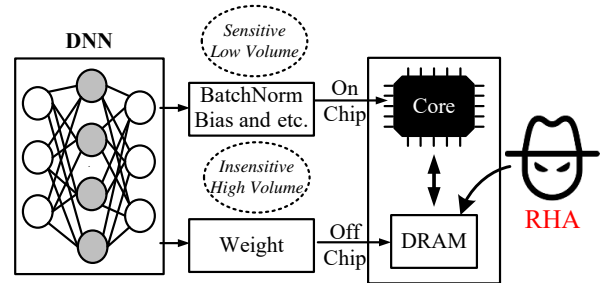 DNN
Sensitive
Low Volume
BatchNorm
Bias and etc.
On
Chip
Core
Insensitive
High Volume
Weight
Off
Chip
DRAM
RHA